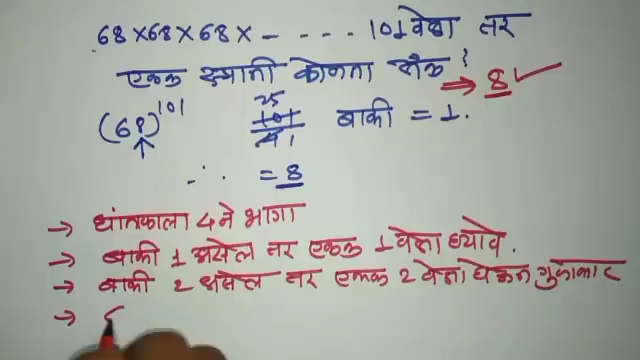 68×68×68× - - - - - 101 वेळा तर
एकक स्थानी कोणता अंक ? ⇒ 8 ✓
(68)¹⁰¹ 25 101/4 1 बाकी = 1.
∴ = 8
→ घातांकाला 4 ने भागा
→ बाकी 1 असेल तर एकक 1 वेळा घ्यावे.
→ बाकी 2 असेल तर एकक 2 वेळा घेऊन गुणाकार
→